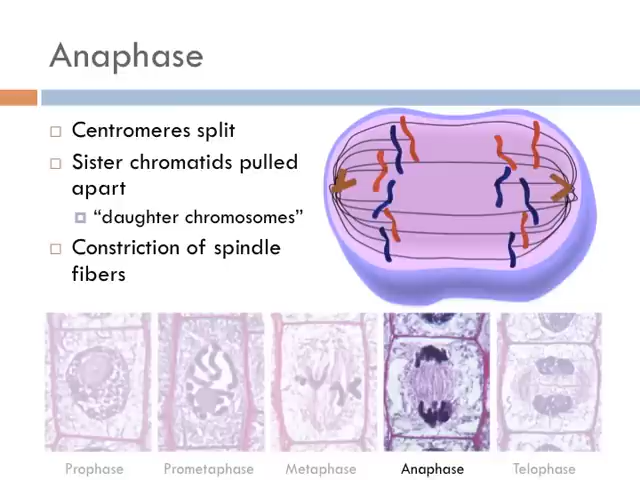 Anaphase
Centromeres split
Sister chromatids pulled
apart
“daughter chromosomes”
Constriction of spindle
fibers
Prophase
Prometaphase
Metaphase
Anaphase
Telophase